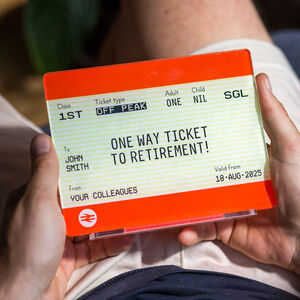 Class Ticket type Adult Child
1ST OFF PEAK ONE NIL SGL
ONE WAY TICKET
TO RETIREMENT!
To
JOHN
SMITH
Valid From
18·AUG·2025
From
YOUR COLLEAGUES